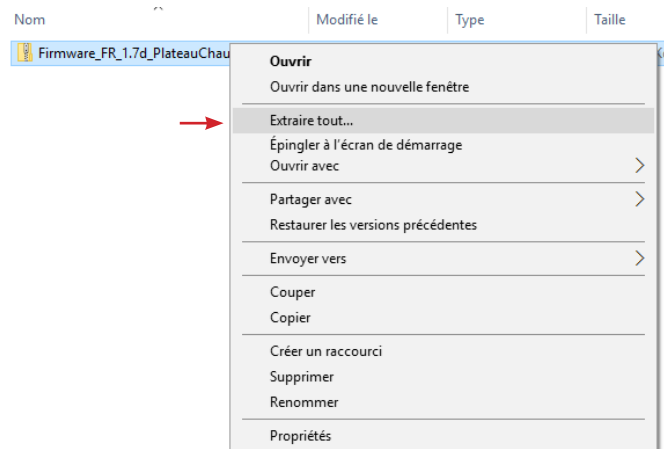 Nom Modifié le Type Taille
Firmware_FR_1.7d_PlateauChau
Ouvrir
Ouvrir dans une nouvelle fenêtre
Extraire tout...
Épingler à l'écran de démarrage
Ouvrir avec
Partager avec
Restaurer les versions précédentes
Envoyer vers
Couper
Copier
Créer un raccourci
Supprimer
Renommer
Propriétés